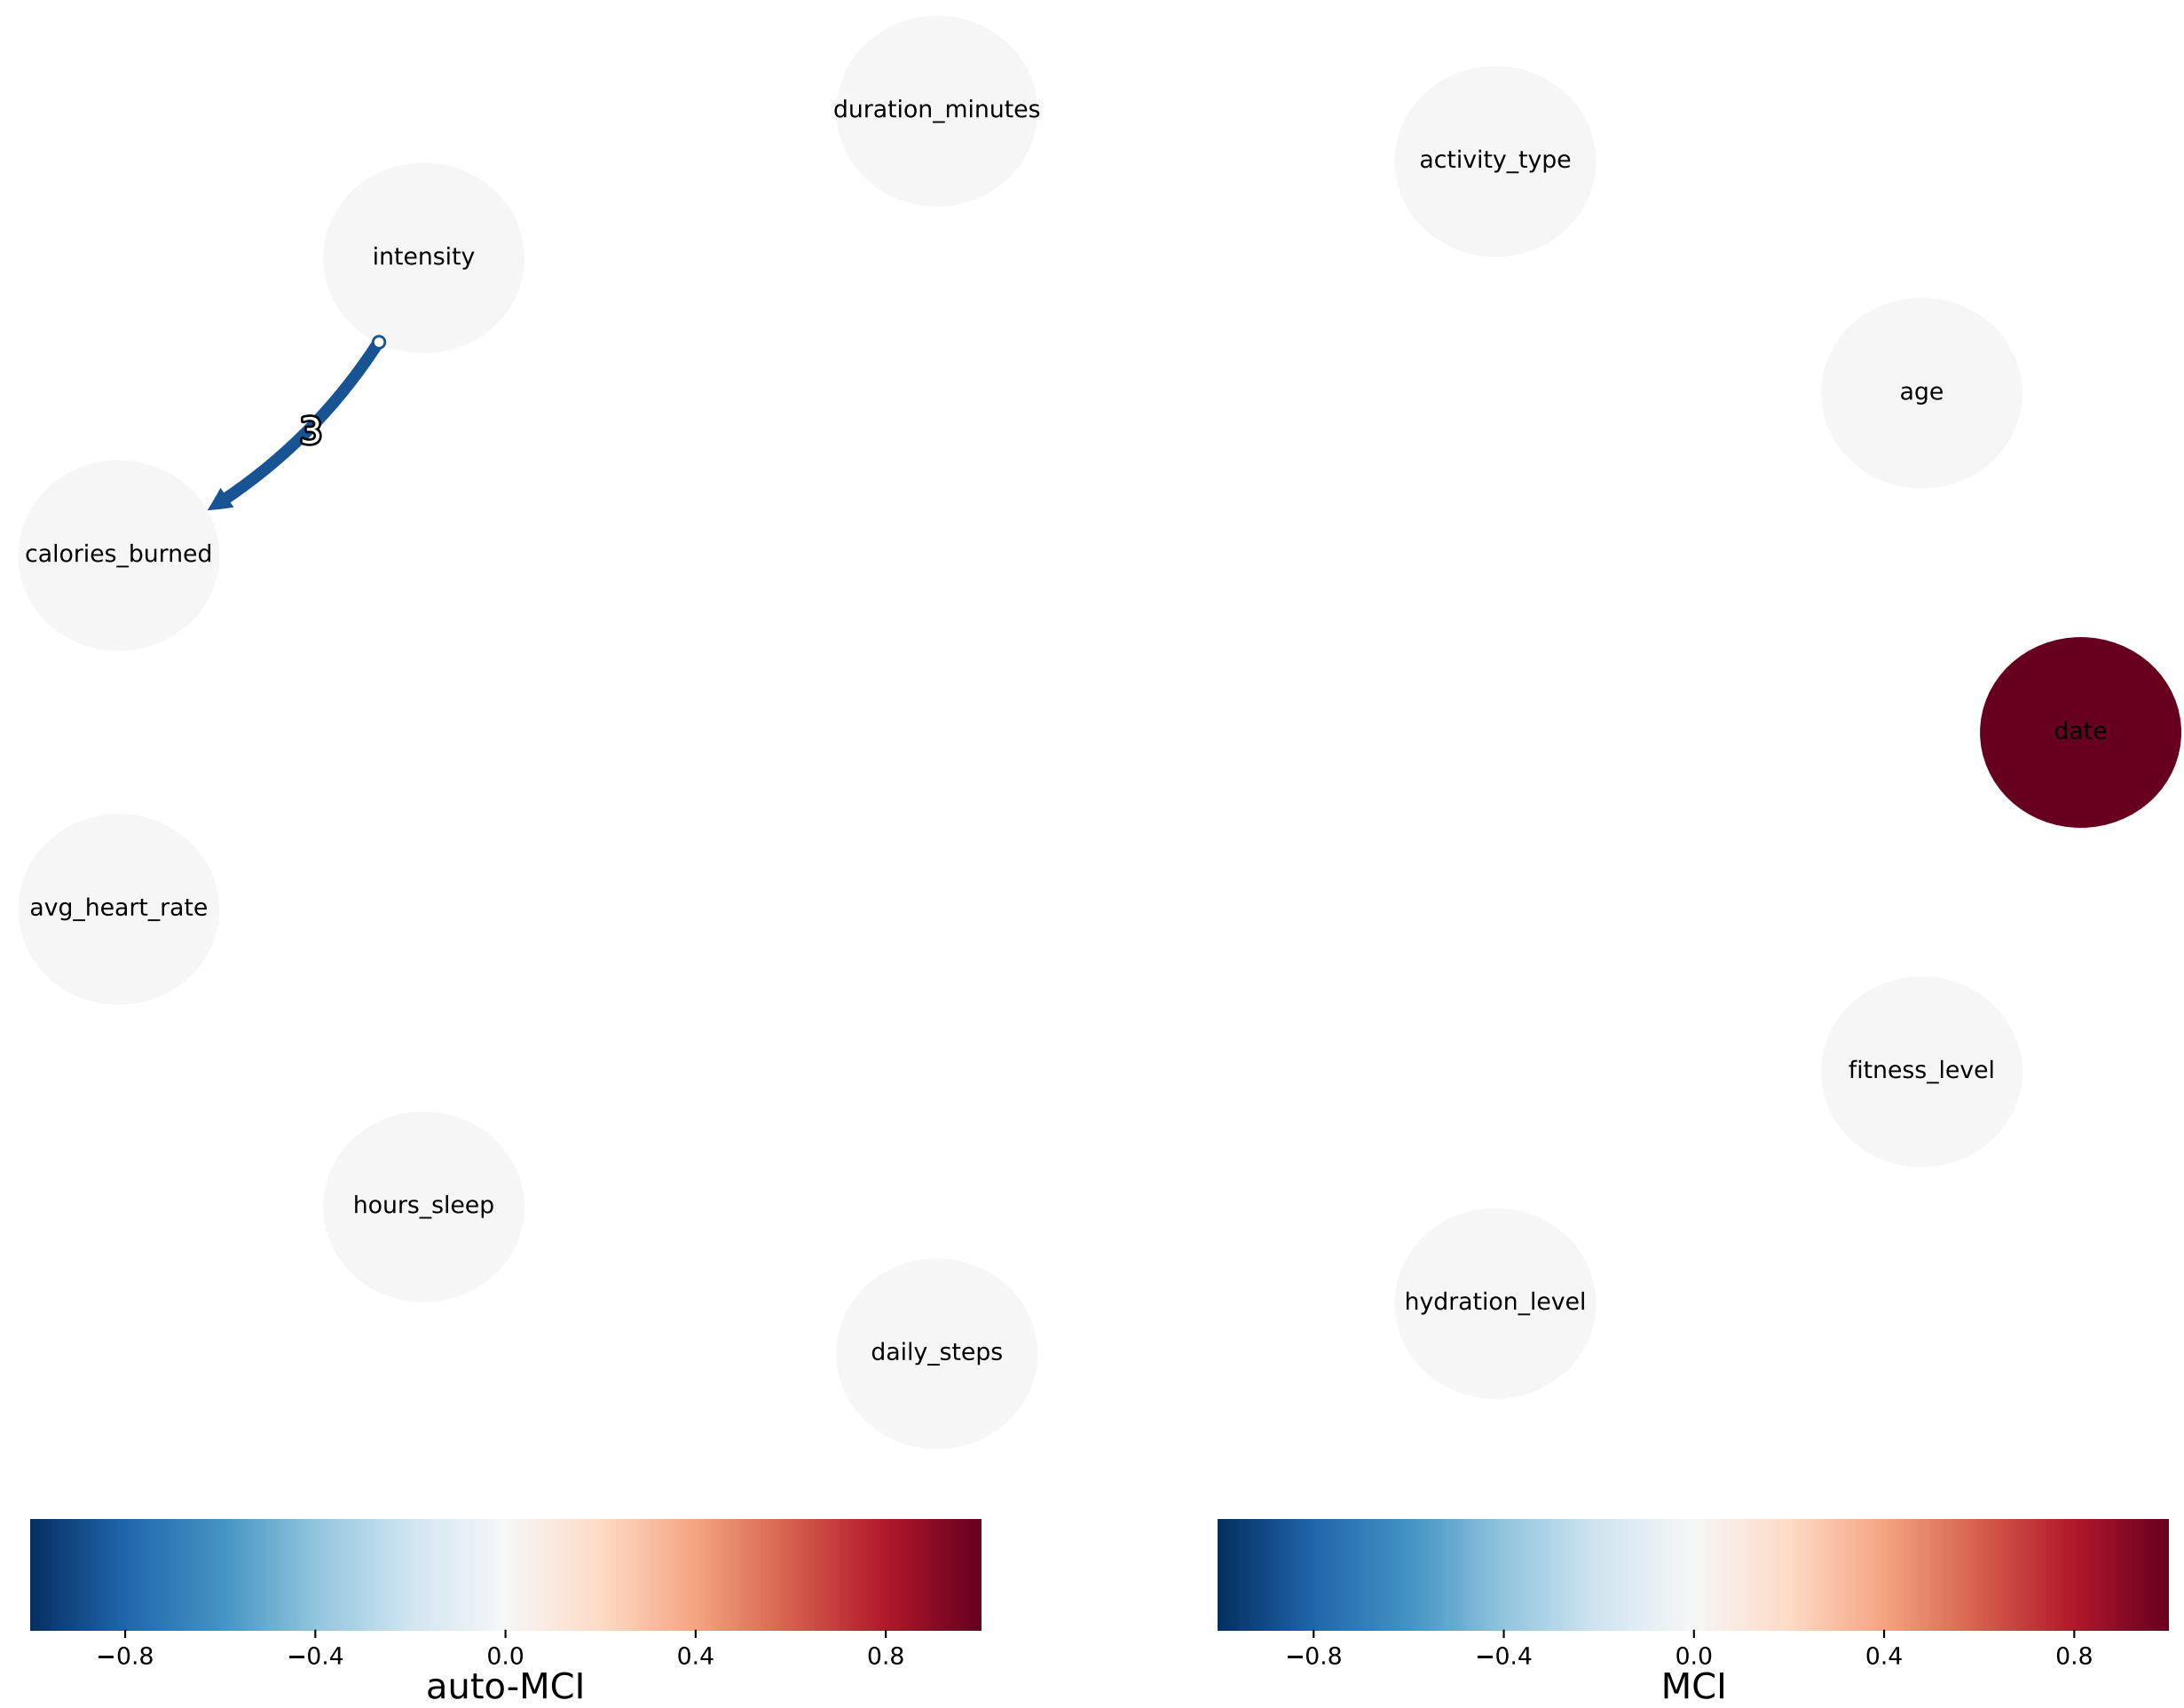 duration_minutes
activity_type
intensity
age
3
calories_burned
date
avg_heart_rate
fitness_level
hours_sleep
hydration_level
daily_steps
−0.8 −0.4 0.0 0.4 0.8
auto-MCI
−0.8 −0.4 0.0 0.4 0.8
MCI